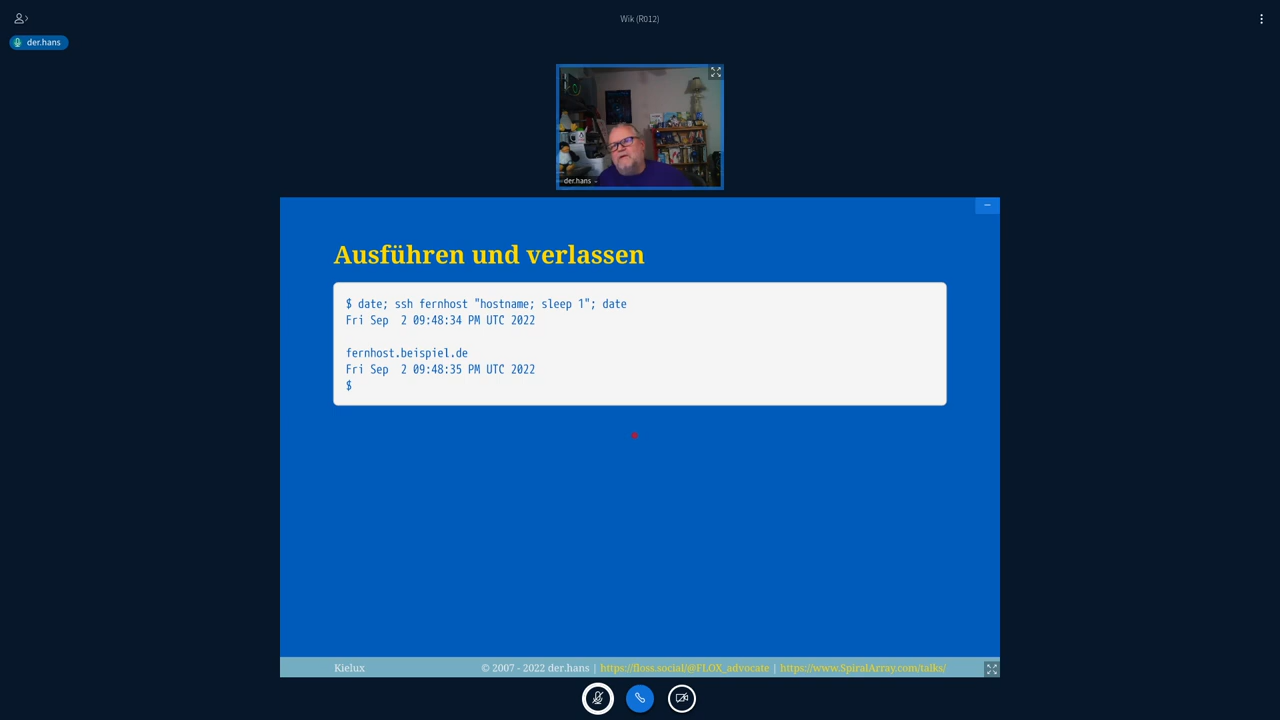 Wik (R012)
der.hans
der.hans
Ausführen und verlassen
$ date; ssh fernhost "hostname; sleep 1"; date
Fri Sep  2 09:48:34 PM UTC 2022
fernhost.beispiel.de
Fri Sep  2 09:48:35 PM UTC 2022
$
Kielux
© 2007 - 2022 der.hans | https://floss.social/@FLOX_advocate | https://www.SpiralArray.com/talks/